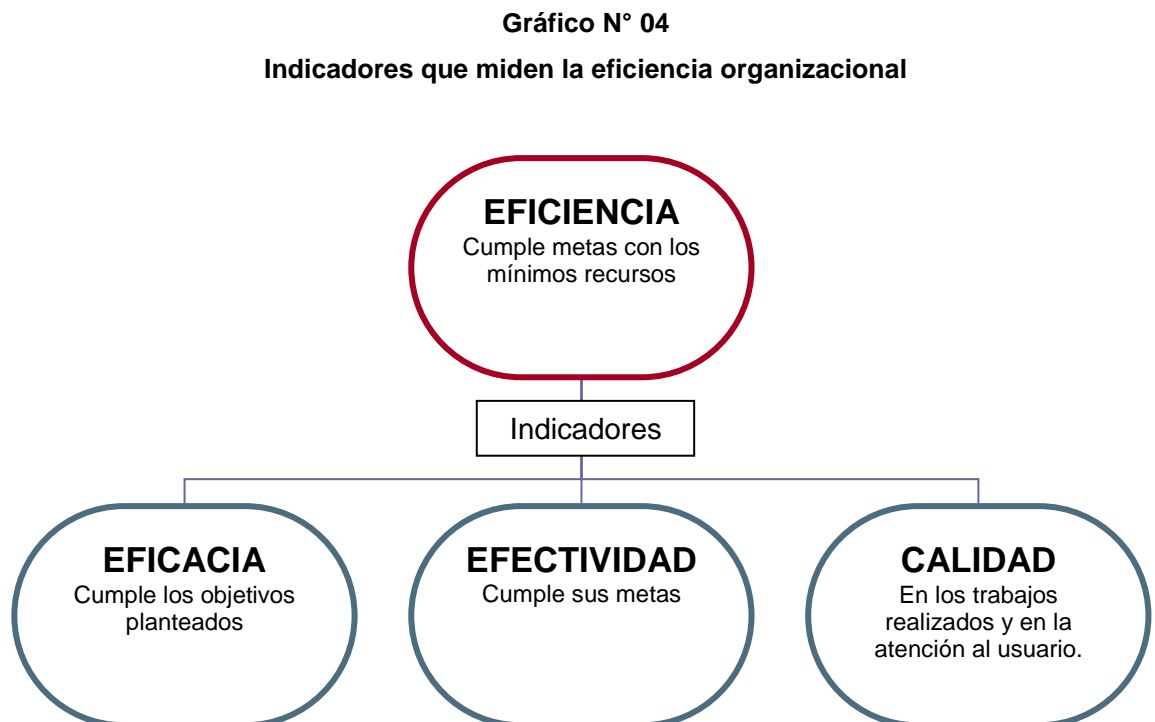 Gráfico N° 04
Indicadores que miden la eficiencia organizacional
EFICIENCIA
Cumple metas con los
mínimos recursos
Indicadores
EFICACIA
Cumple los objetivos
planteados
EFECTIVIDAD
Cumple sus metas
CALIDAD
En los trabajos
realizados y en la
atención al usuario.